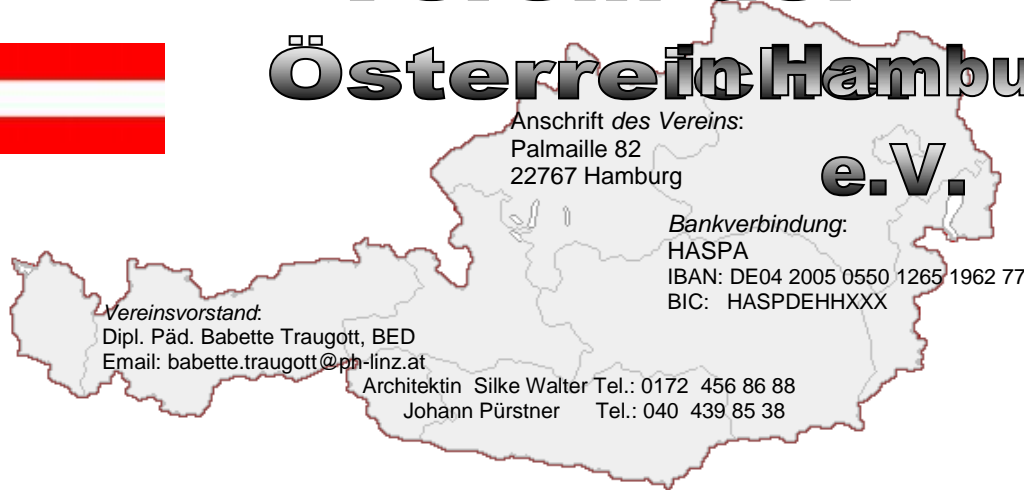 Österreicher in Hambu
e.V.
Anschrift des Vereins:
Palmaille 82
22767 Hamburg
Bankverbindung:
HASPA
IBAN: DE04 2005 0550 1265 1962 77
BIC: HASPDEHHXXX
Vereinsvorstand:
Dipl. Päd. Babette Traugott, BED
Email: babette.traugott@ph-linz.at
Architektin Silke Walter Tel.: 0172 456 86 88
Johann Pürstner Tel.: 040 439 85 38